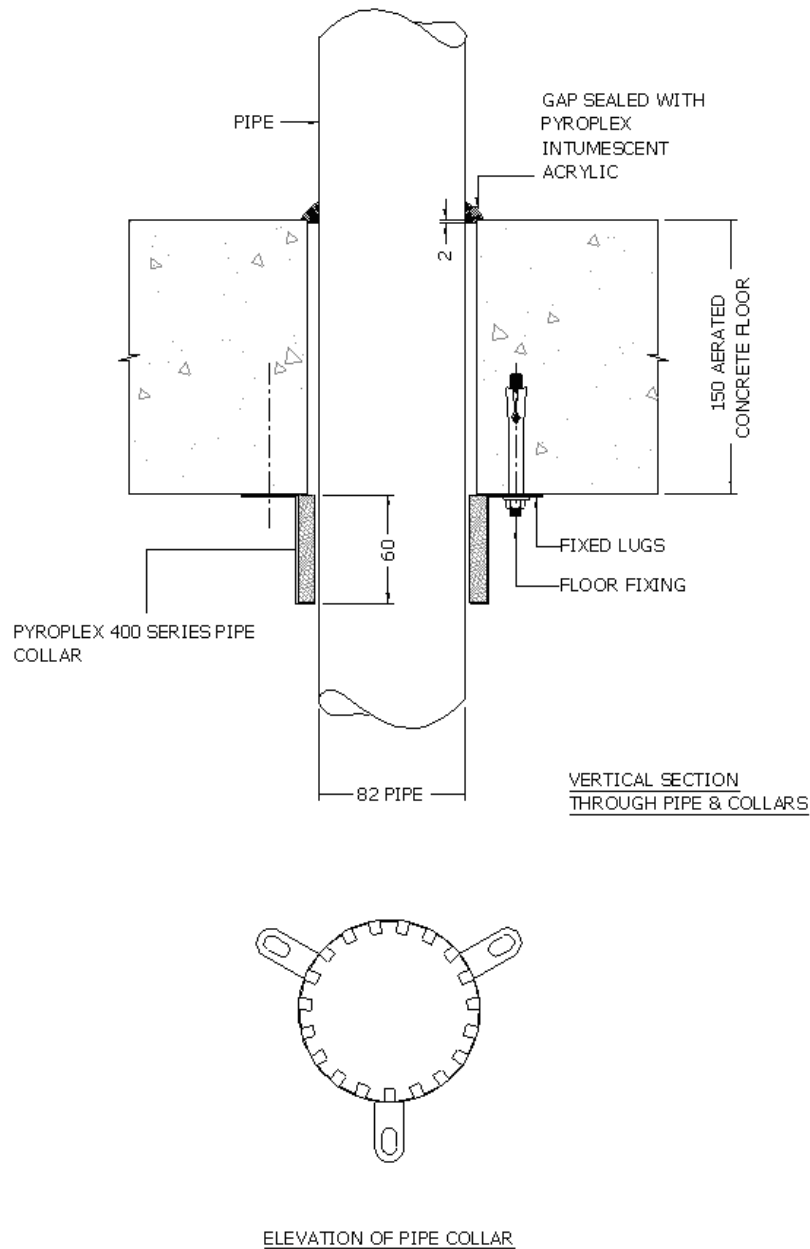 GAP SEALED WITH
PYROPLEX
INTUMESCENT
ACRYLIC
PIPE
2
150 AERATED
CONCRETE FLOOR
60
FIXED LUGS
FLOOR FIXING
PYROPLEX 400 SERIES PIPE
COLLAR
82 PIPE
VERTICAL SECTION
THROUGH PIPE & COLLARS
ELEVATION OF PIPE COLLAR